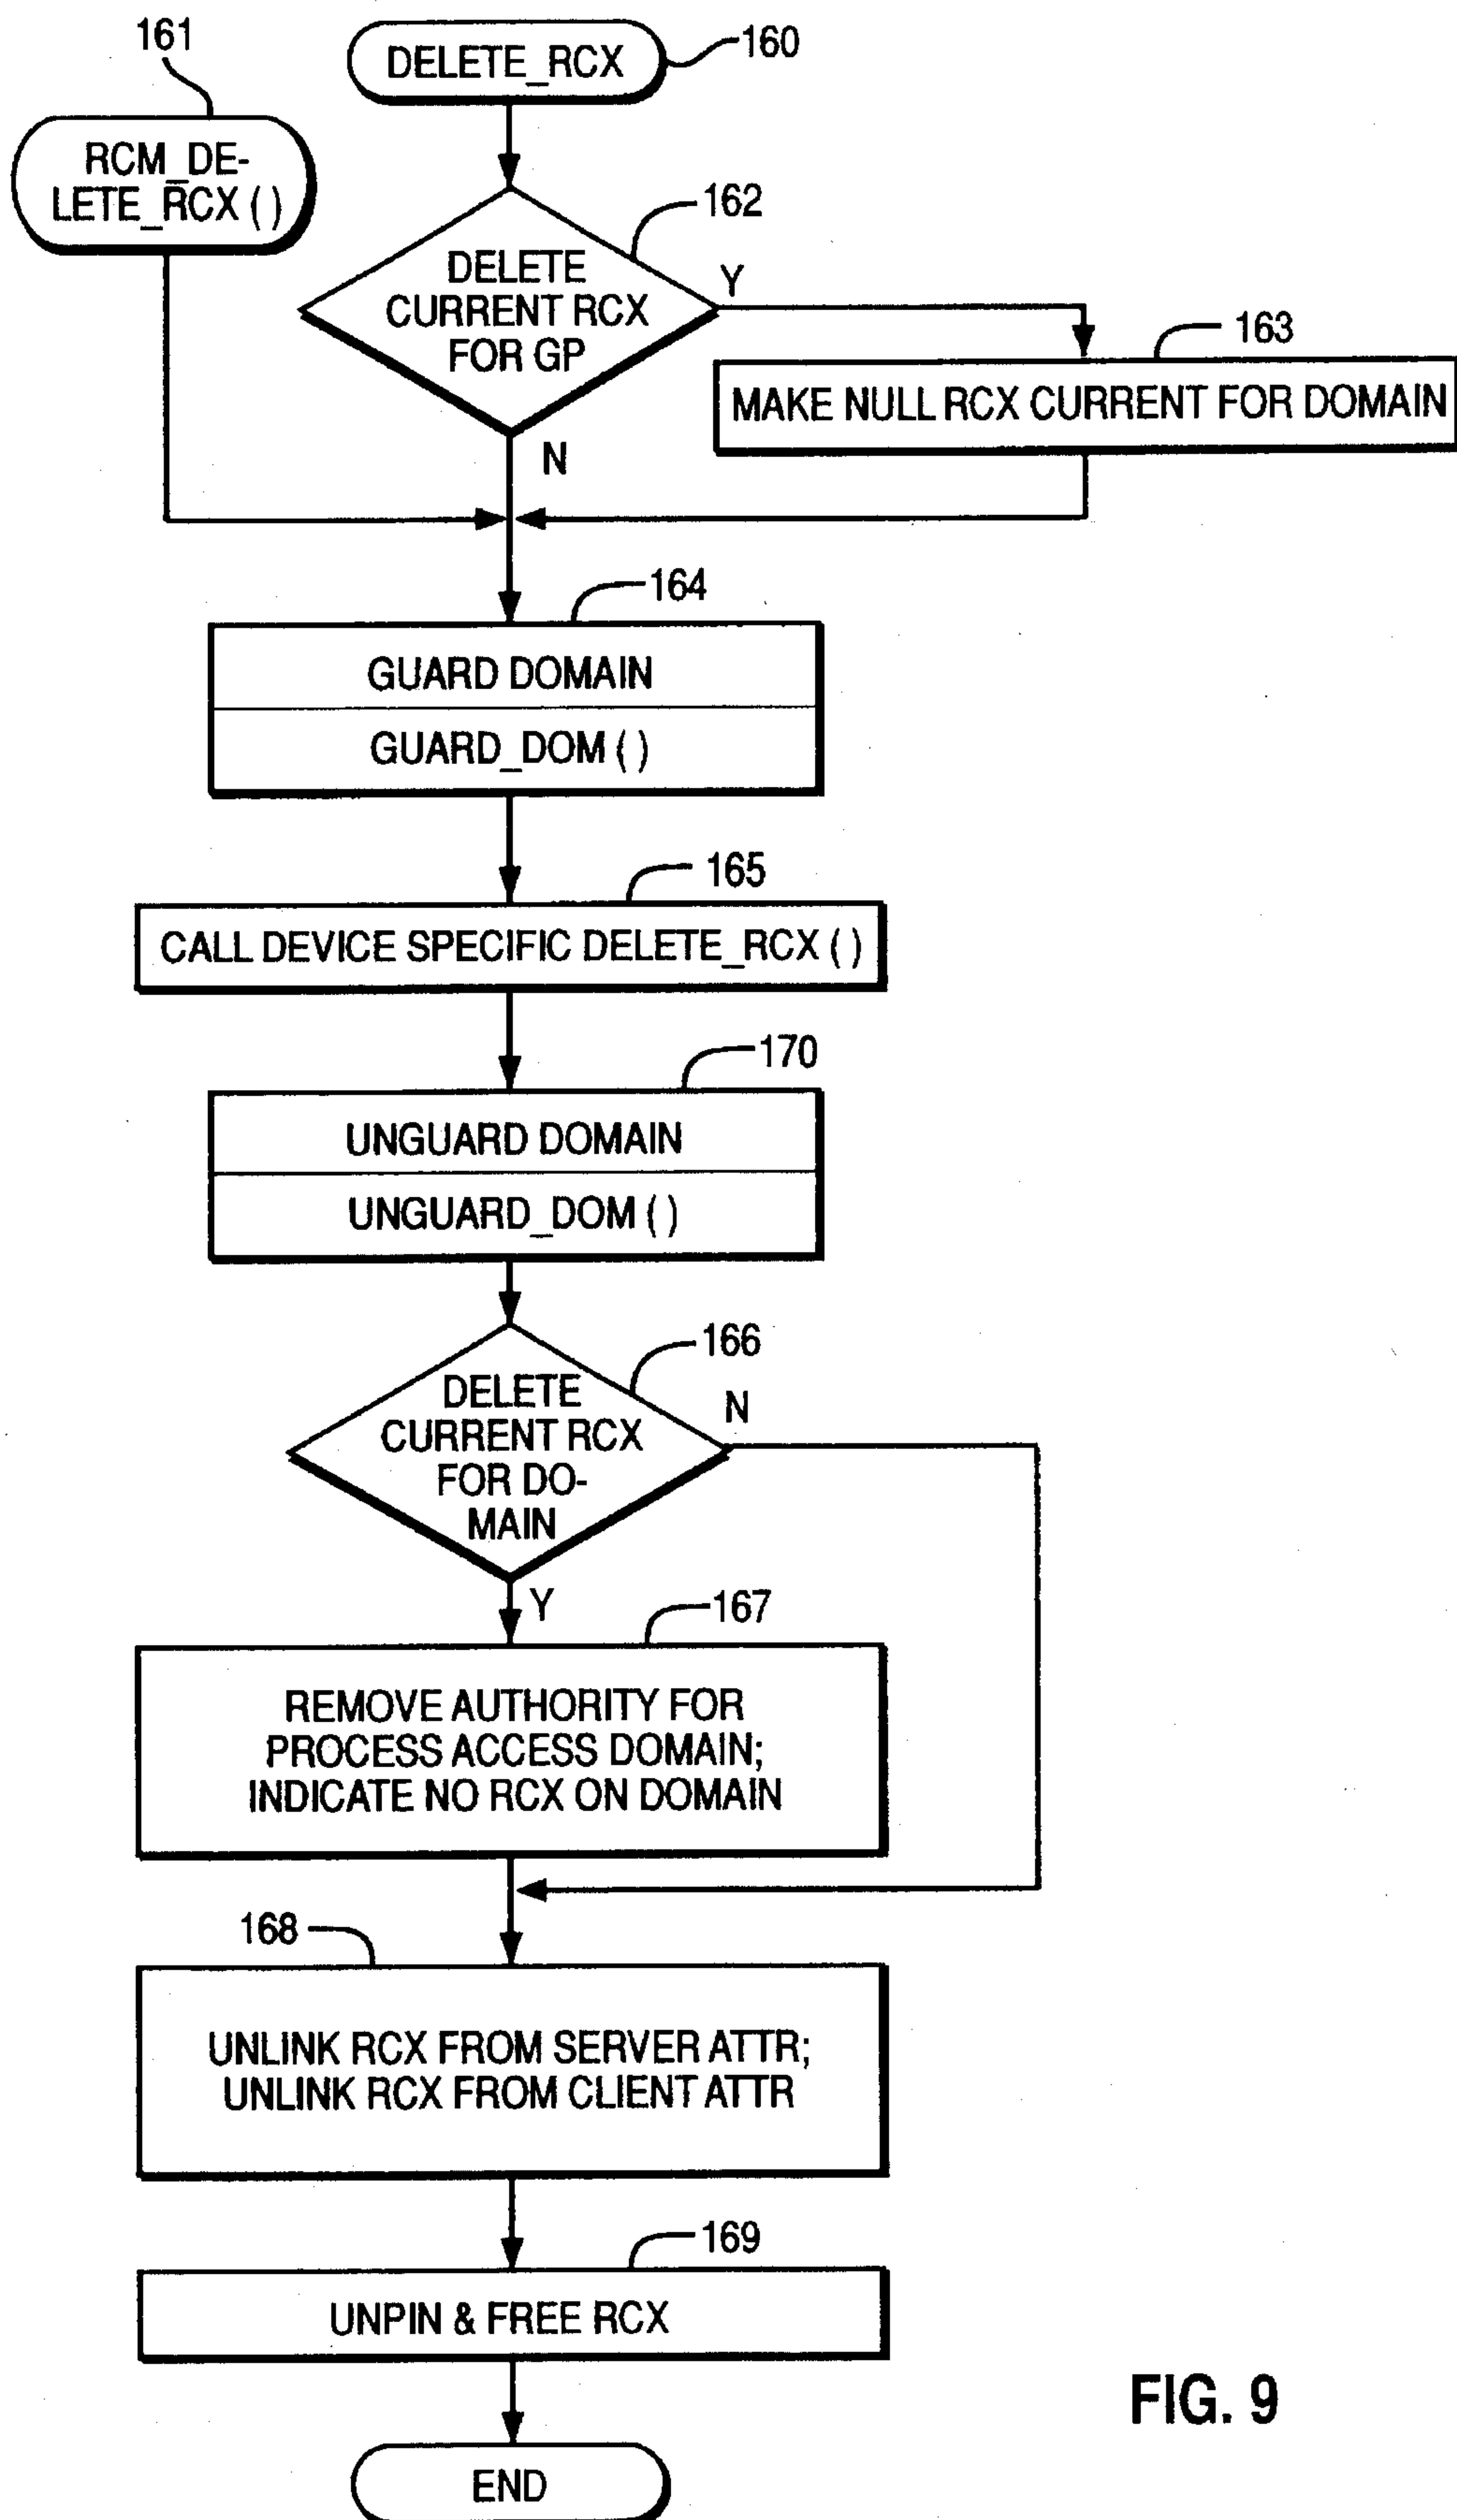 161
DELETE_RCX
160
RCM_DE-
LETE_RCX ( )
162
DELETE
CURRENT RCX
FOR GP
Y
163
MAKE NULL RCX CURRENT FOR DOMAIN
N
164
GUARD DOMAIN
GUARD_DOM ( )
165
CALL DEVICE SPECIFIC DELETE_RCX ( )
170
UNGUARD DOMAIN
UNGUARD_DOM ( )
166
DELETE
CURRENT RCX
FOR DO-
MAIN
N
Y
167
REMOVE AUTHORITY FOR
PROCESS ACCESS DOMAIN;
INDICATE NO RCX ON DOMAIN
168
UNLINK RCX FROM SERVER ATTR;
UNLINK RCX FROM CLIENT ATTR
169
UNPIN & FREE RCX
FIG. 9
END